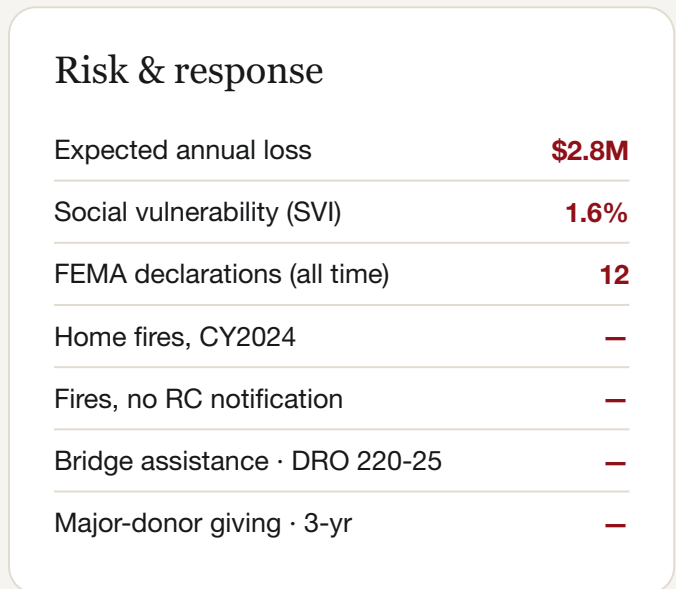 Risk & response
Expected annual loss $2.8M
Social vulnerability (SVI) 1.6%
FEMA declarations (all time) 12
Home fires, CY2024 —
Fires, no RC notification —
Bridge assistance · DRO 220-25 —
Major-donor giving · 3-yr —